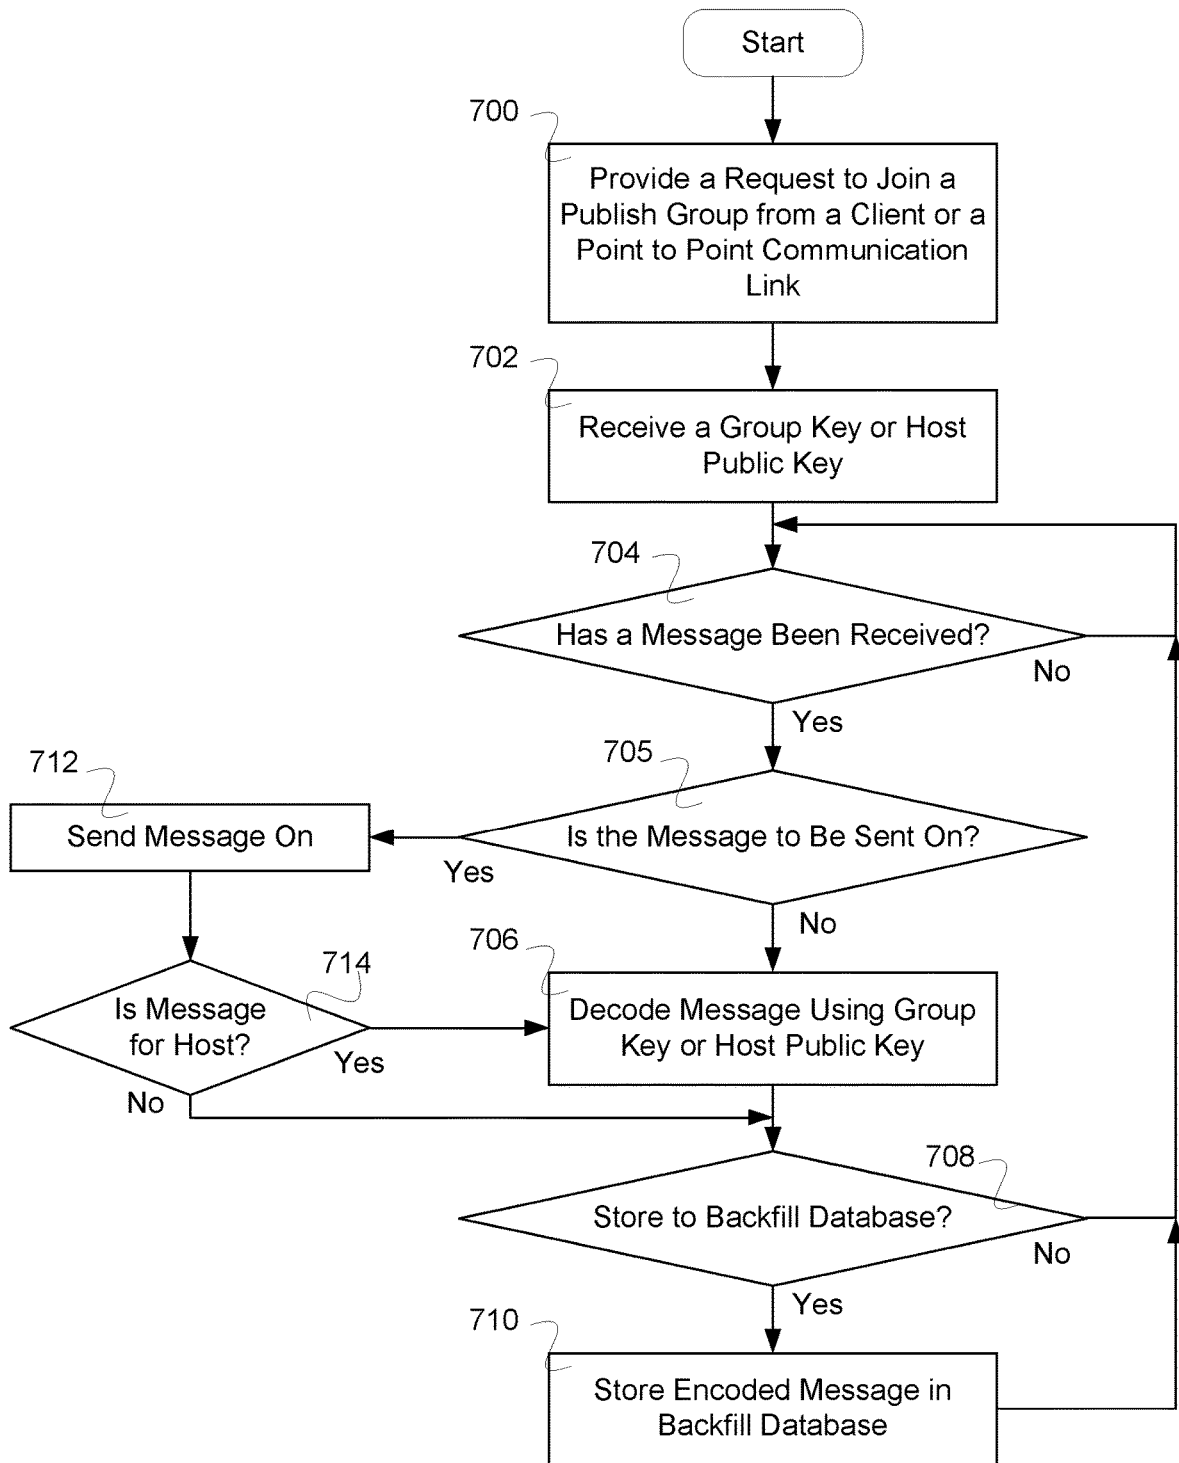 Start
700
Provide a Request to Join a
Publish Group from a Client or a
Point to Point Communication
Link
702
Receive a Group Key or Host
Public Key
704
Has a Message Been Received?
No
Yes
705
712
Is the Message to Be Sent On?
Send Message On
Yes
No
706
714
Is Message
for Host?
Decode Message Using Group
Key or Host Public Key
Yes
No
708
Store to Backfill Database?
No
Yes
710
Store Encoded Message in
Backfill Database